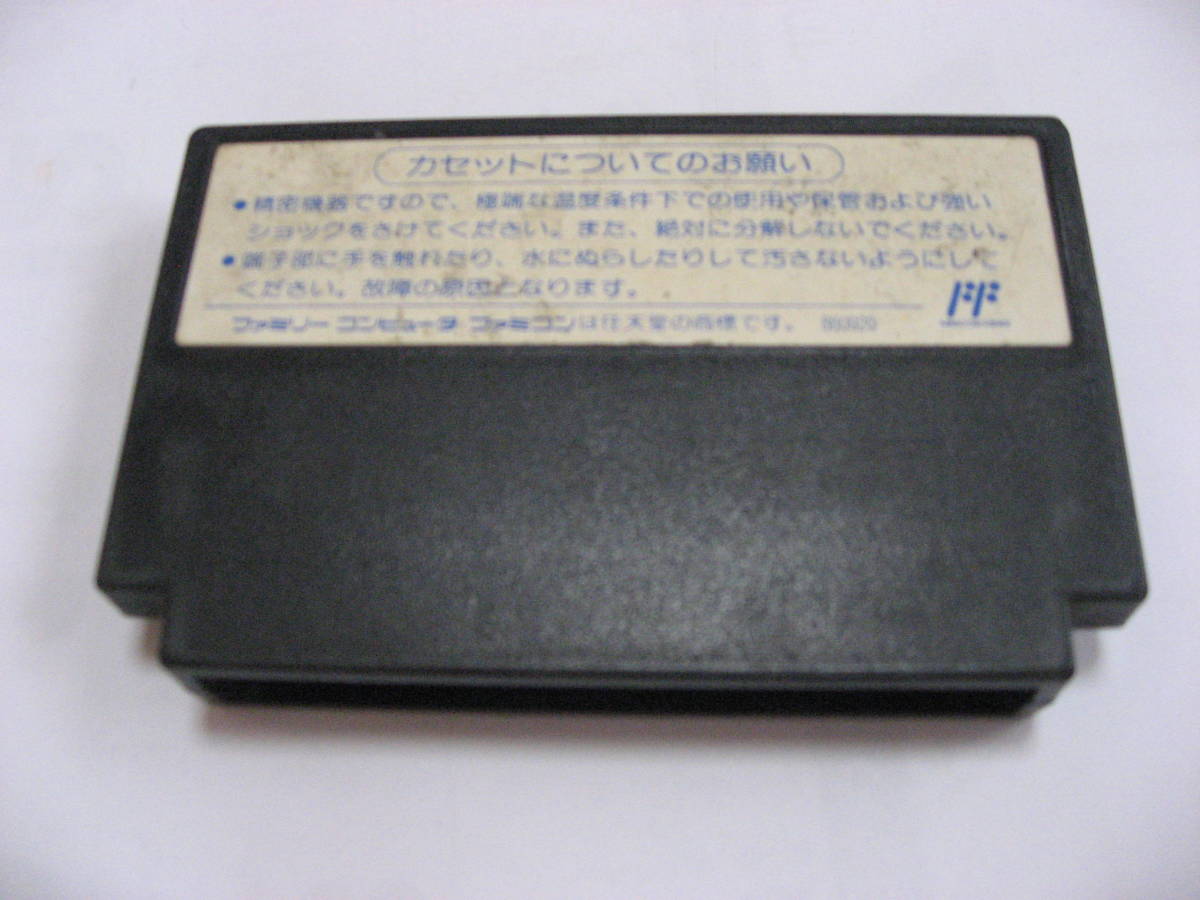 カセットについてのお願い
●精密機器ですので、極端な温度条件下での使用や保管および強い
ショックをさけてください。また、絶対に分解しないでください。
●端子部に手を触れたり、水にぬらしたりして汚さないようにして
ください。故障の原因となります。
ファミリーコンピュータ ファミコンは任天堂の商標です。
FF